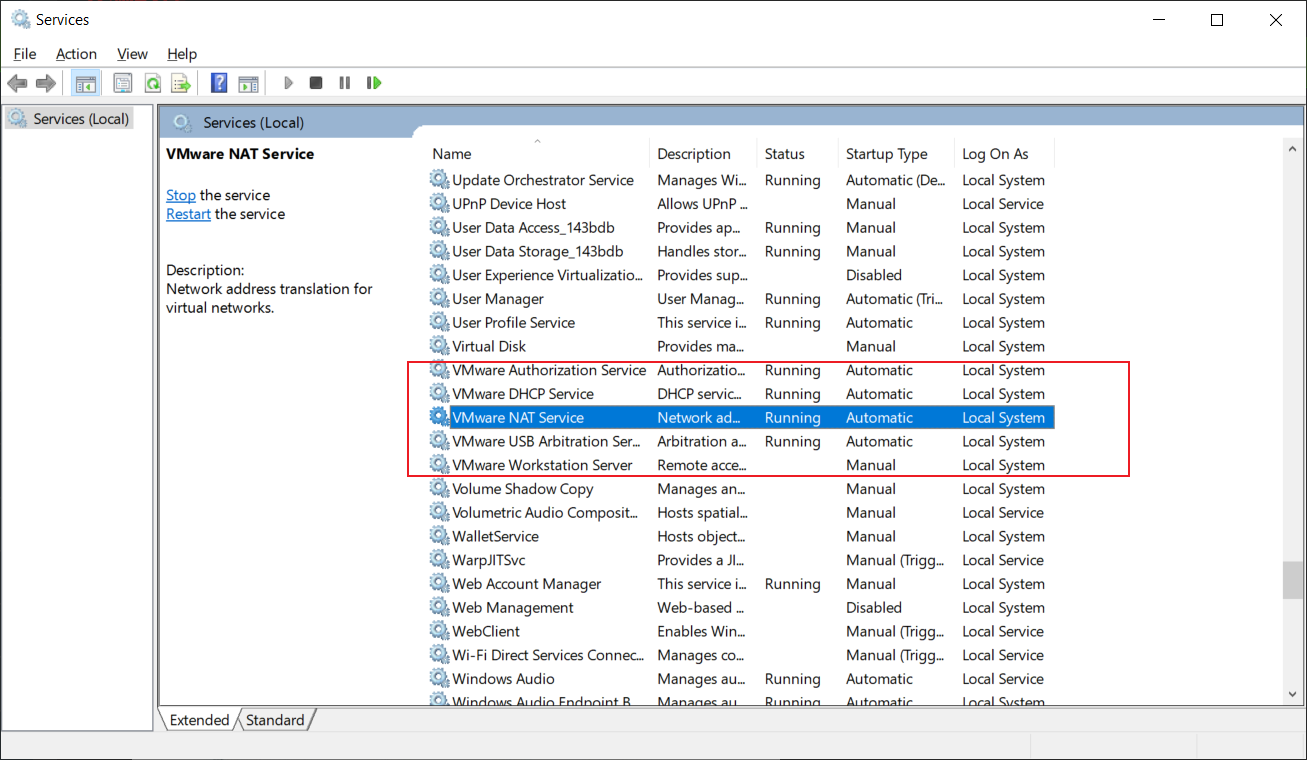 Services
File Action View Help
Services (Local)
Services (Local)
VMware NAT Service
Stop the service
Restart the service
Description:
Network address translation for
virtual networks.
Name Description Status Startup Type Log On As
Update Orchestrator Service Manages Wi... Running Automatic (De... Local System
UPnP Device Host Allows UPnP ... Manual Local Service
User Data Access_143bdb Provides ap... Running Manual Local System
User Data Storage_143bdb Handles stor... Running Manual Local System
User Experience Virtualizatio... Provides sup... Disabled Local System
User Manager User Manag... Running Automatic (Tri... Local System
User Profile Service This service i... Running Automatic Local System
Virtual Disk Provides ma... Manual Local System
VMware Authorization Service Authorizatio... Running Automatic Local System
VMware DHCP Service DHCP servic... Running Automatic Local System
VMware NAT Service Network ad... Running Automatic Local System
VMware USB Arbitration Ser... Arbitration a... Running Automatic Local System
VMware Workstation Server Remote acce... Manual Local System
Volume Shadow Copy Manages an... Manual Local System
Volumetric Audio Composit... Hosts spatial... Manual Local Service
WalletService Hosts object... Manual Local System
WarpJITSvc Provides a JI... Manual (Trigg... Local Service
Web Account Manager This service i... Running Manual Local System
Web Management Web-based ... Disabled Local System
WebClient Enables Win... Manual (Trigg... Local Service
Wi-Fi Direct Services Connec... Manages co... Manual (Trigg... Local Service
Windows Audio Manages au... Running Automatic Local Service
Windows Audio Endpoint B... Manages au... Running Automatic Local System
Extended Standard